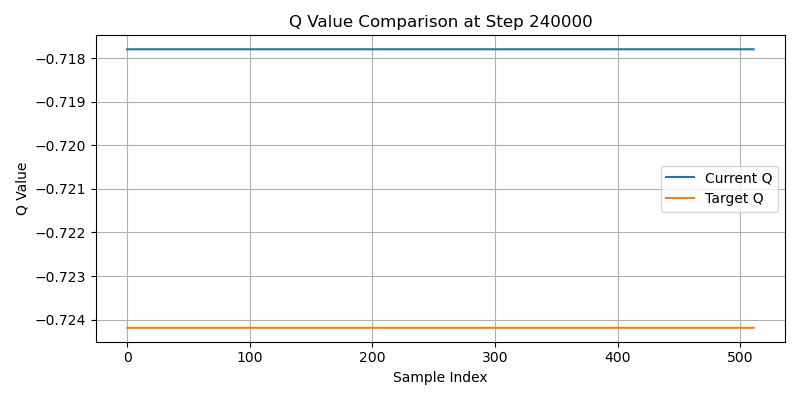 Q Value Comparison at Step 240000
Q Value
−0.718
−0.719
−0.720
−0.721
−0.722
−0.723
−0.724
Current Q
Target Q
0 100 200 300 400 500
Sample Index